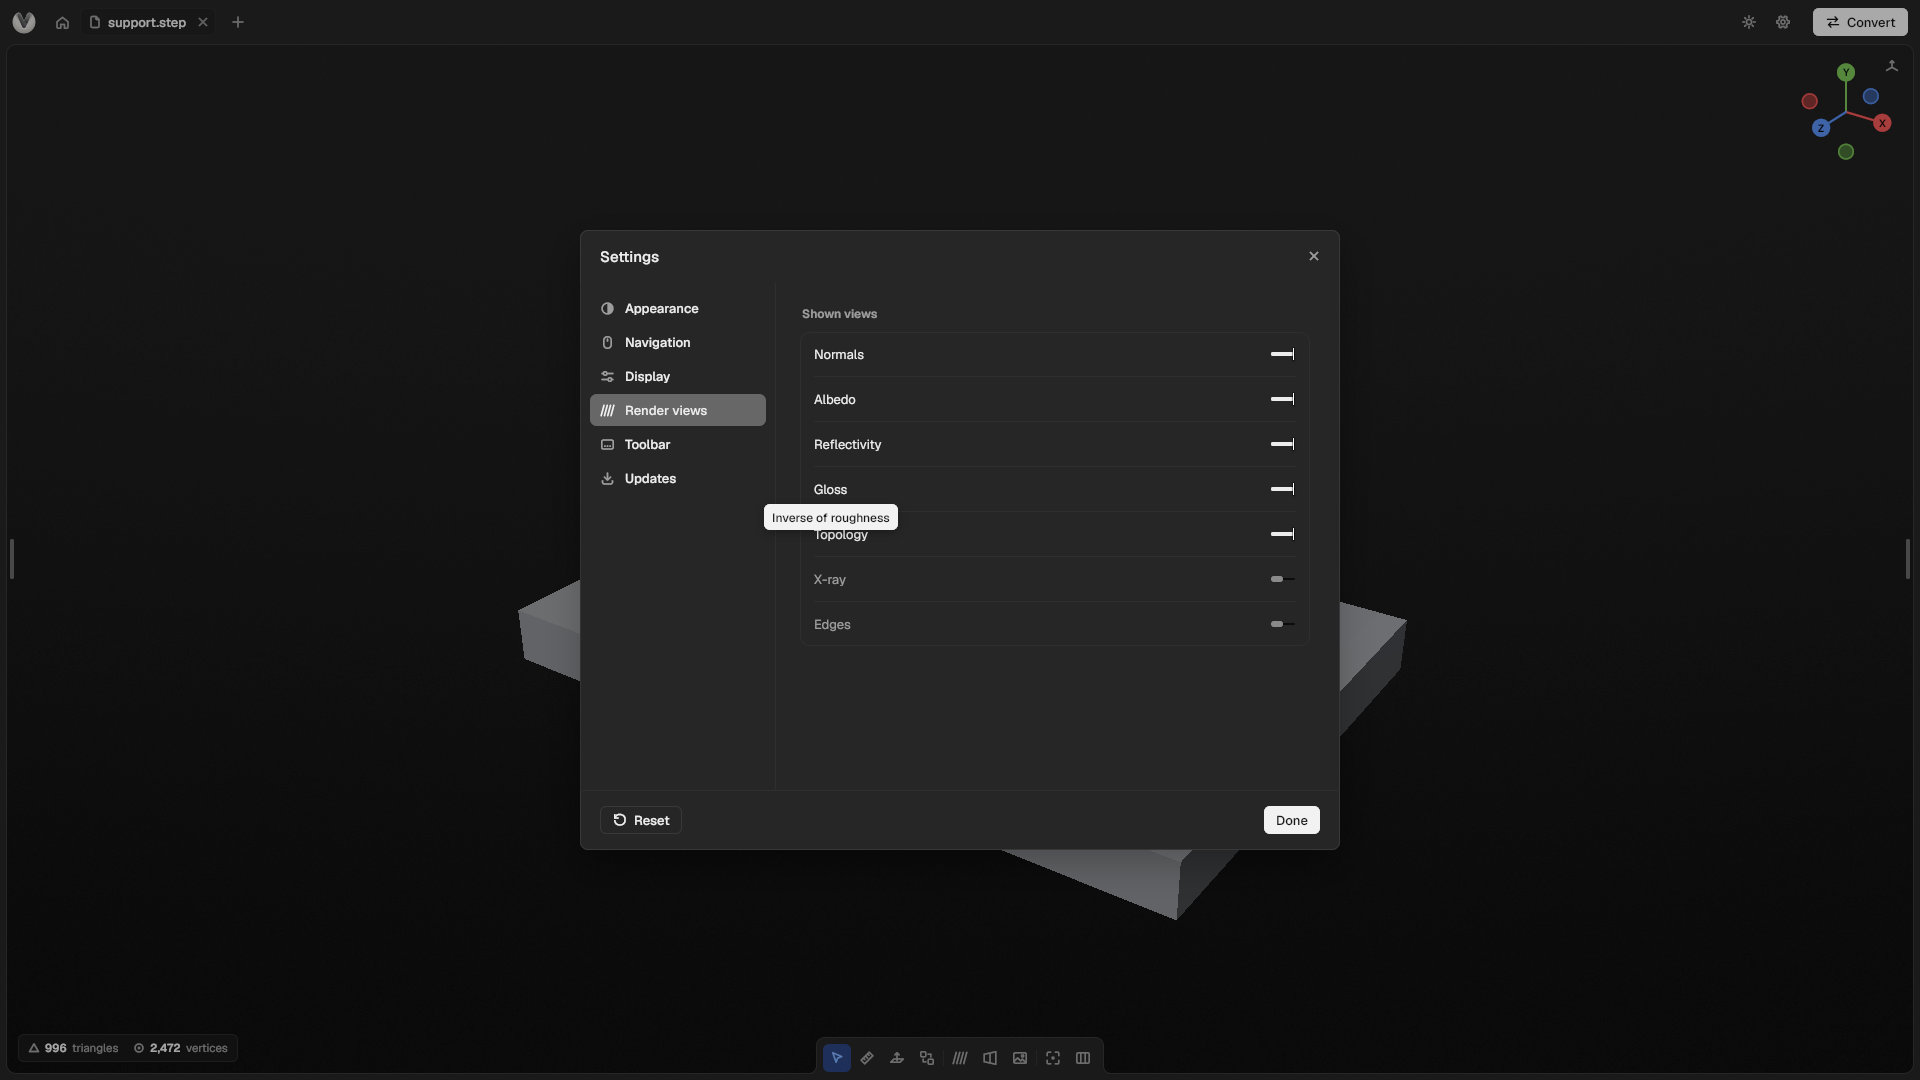 support.step
Convert
Y
X
Z
Settings
Appearance
Navigation
Display
Render views
Toolbar
Updates
Shown views
Normals
Albedo
Reflectivity
Gloss
Inverse of roughness
Topology
X-ray
Edges
Reset
Done
996 triangles 2,472 vertices